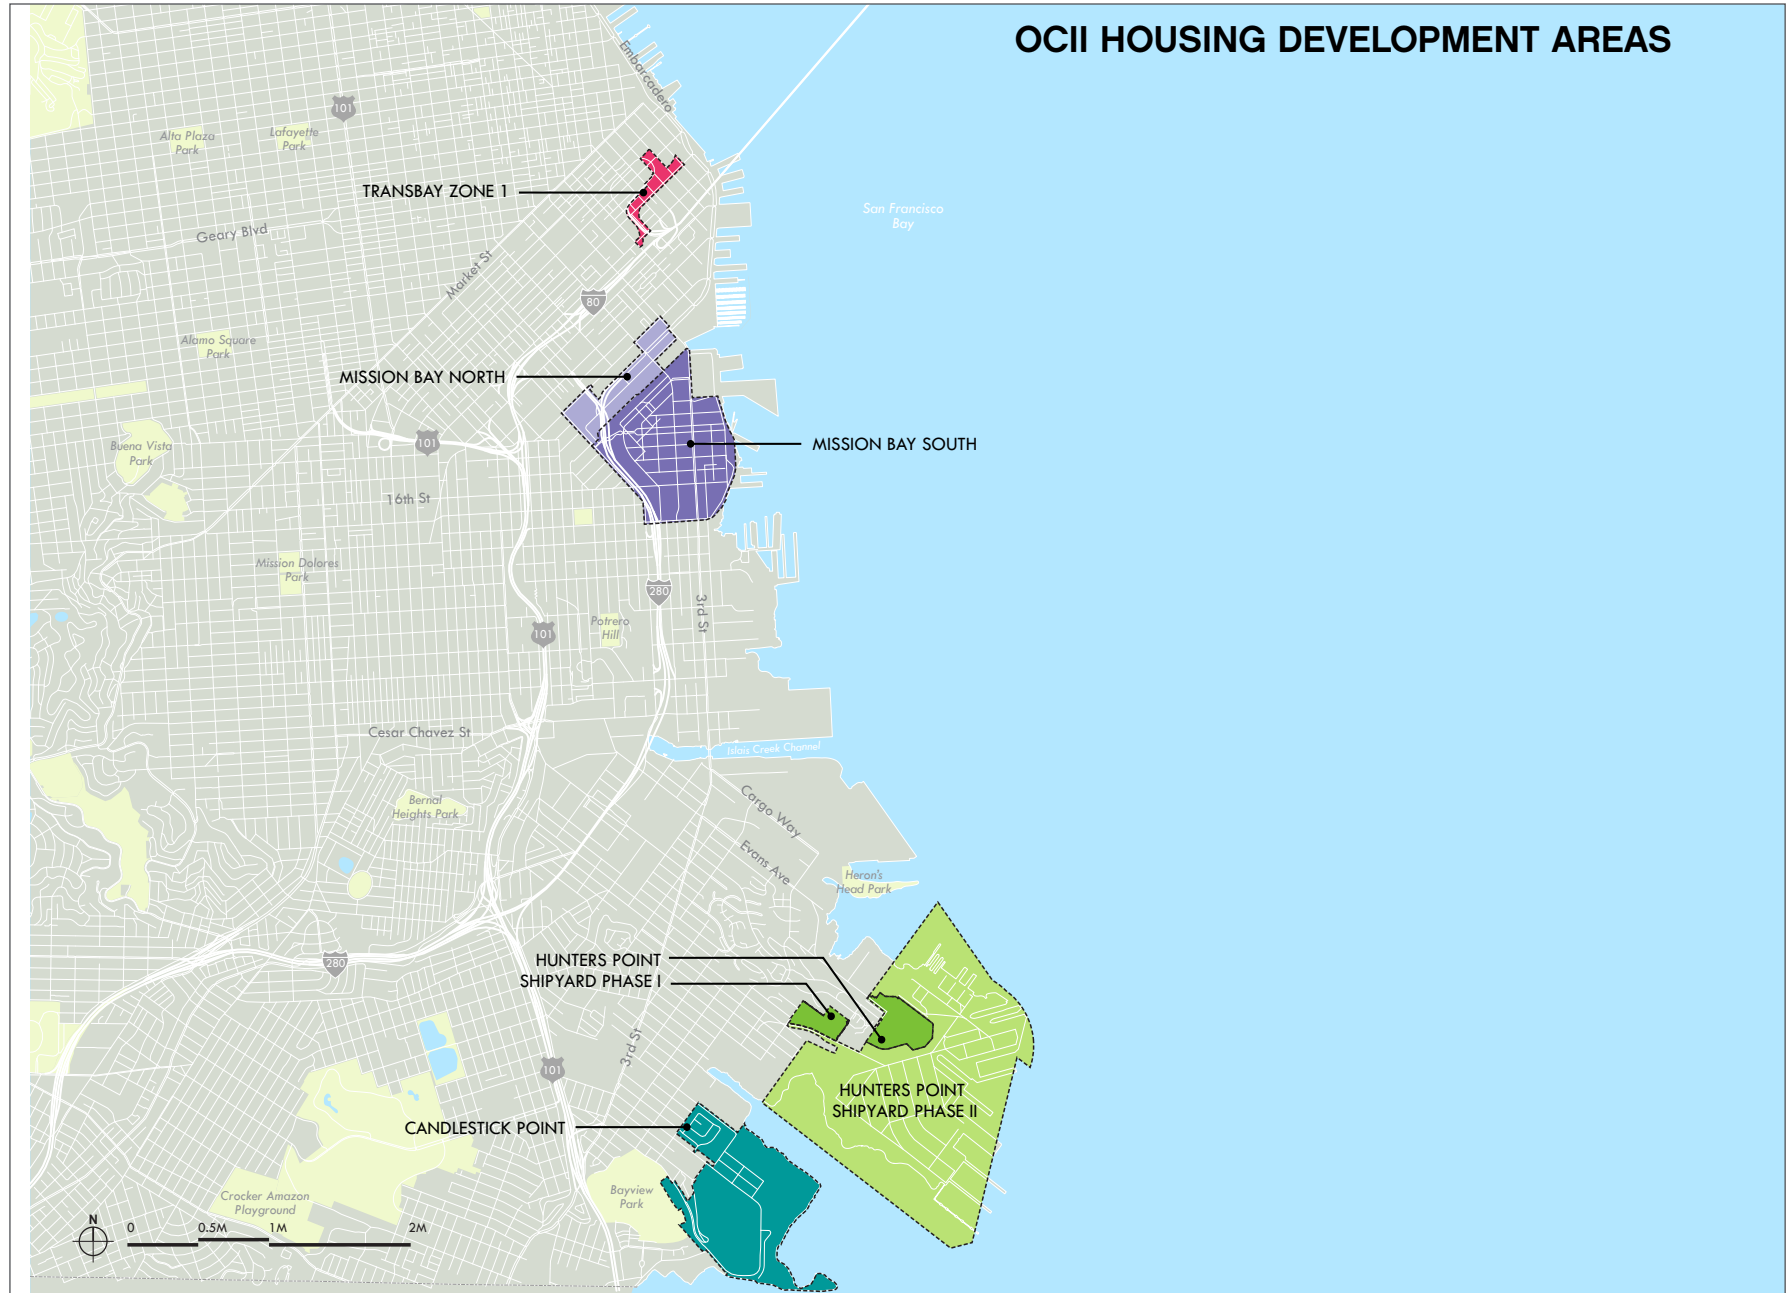 OCII HOUSING DEVELOPMENT AREAS
Embarcadero
101
Alta Plaza
Park
Lafayette
Park
TRANSBAY ZONE 1
San Francisco
Bay
Geary Blvd
Market St
80
Alamo Square
Park
MISSION BAY NORTH
MISSION BAY SOUTH
Buena Vista
Park
101
16th St
Mission Dolores
Park
280
3rd St
Potrero
Hill
101
Cesar Chavez St
Islais Creek Channel
Bernal
Heights Park
Cargo Way
Evans Ave
Heron's
Head Park
280
HUNTERS POINT
SHIPYARD PHASE I
3rd St
101
HUNTERS POINT
SHIPYARD PHASE II
CANDLESTICK POINT
Bayview
Park
Crocker Amazon
Playground
N
0
0.5M
1M
2M